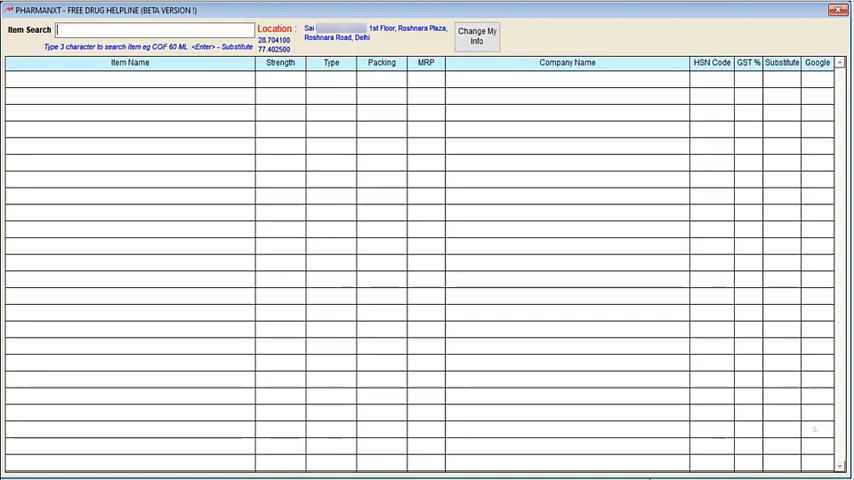 PHARMANXT - FREE DRUG HELPLINE (BETA VERSION !)
Item Search
Type 3 character to search item eg COF 60 ML <Enter> - Substitute
Location :
28.704100
77.402500
Sai 1st Floor, Roshnara Plaza,
Roshnara Road, Delhi
Change My
Info
Item Name Strength Type Packing MRP Company Name HSN Code GST % Substitute Google